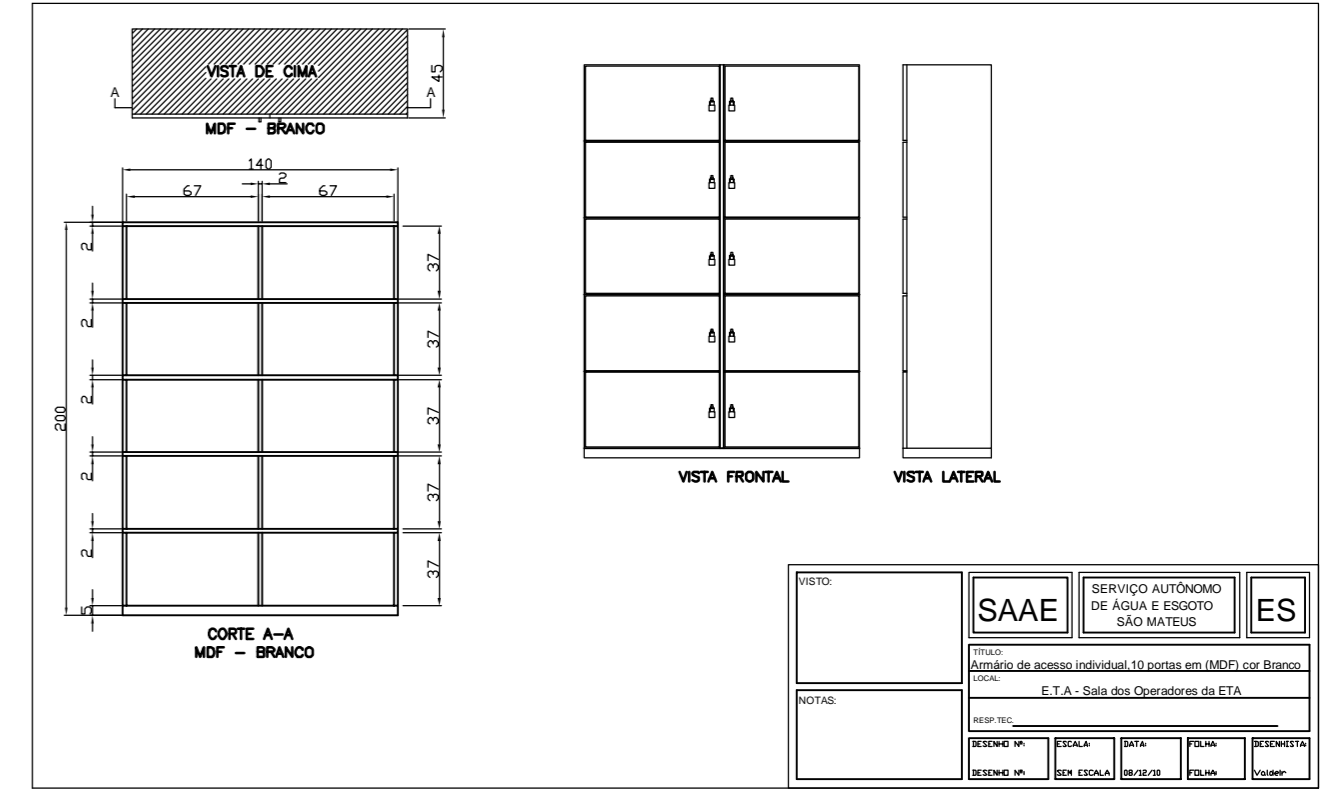 VISTA DE CIMA
45
A
A
MDF - BRANCO
140
2
67
67
2
37
2
37
2
37
200
2
37
2
37
5
CORTE A-A
MDF - BRANCO
VISTA FRONTAL
VISTA LATERAL
VISTO:
NOTAS:
SAAE
SERVIÇO AUTÔNOMO
DE ÁGUA E ESGOTO
SÃO MATEUS
ES
TÍTULO:
Armário de acesso individual,10 portas em (MDF) cor Branco
LOCAL:
E.T.A - Sala dos Operadores da ETA
RESP.TEC.
DESENHO Nº: ESCALA: DATA: FOLHA: DESENHISTA:
DESENHO Nº: SEM ESCALA 08/12/10 FOLHA: Valdeir